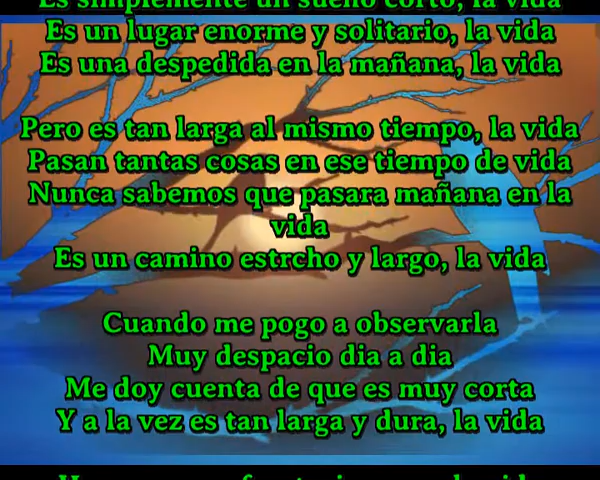 Es simplemente un sueño corto, la vida
Es un lugar enorme y solitario, la vida
Es una despedida en la mañana, la vida
Pero es tan larga al mismo tiempo, la vida
Pasan tantas cosas en ese tiempo de vida
Nunca sabemos que pasara mañana en la
vida
Es un camino estrcho y largo, la vida
Cuando me pogo a observarla
Muy despacio dia a dia
Me doy cuenta de que es muy corta
Y a la vez es tan larga y dura, la vida